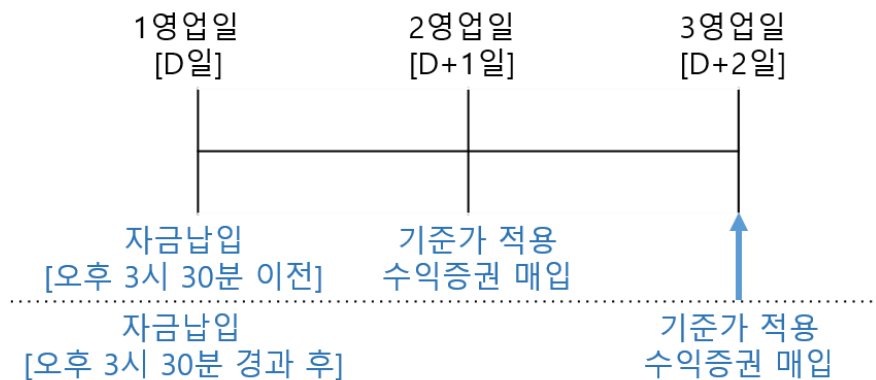 1영업일
[D일]
2영업일
[D+1일]
3영업일
[D+2일]
자금납입
[오후 3시 30분 이전]
기준가 적용
수익증권 매입
자금납입
[오후 3시 30분 경과 후]
기준가 적용
수익증권 매입